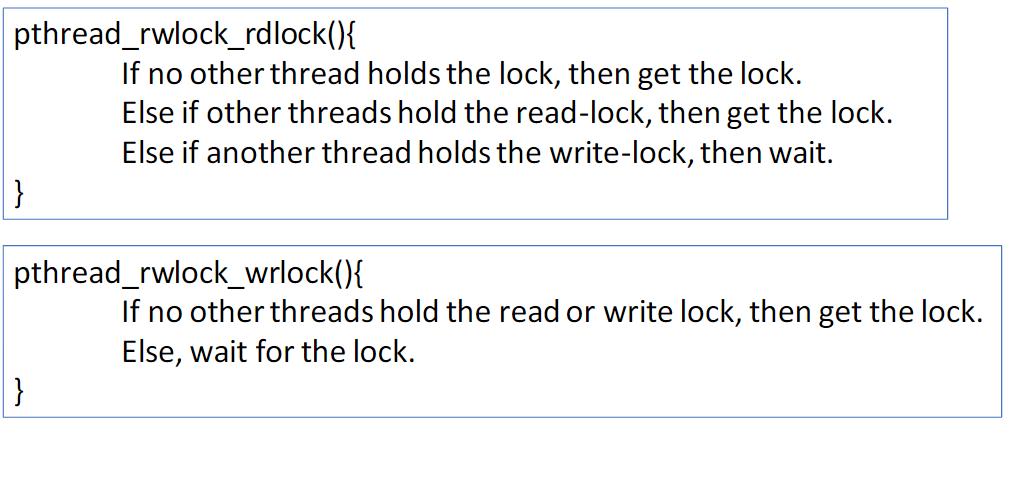 pthread_rwlock_rdlock(){
If no other thread holds the lock, then get the lock.
Else if other threads hold the read-lock, then get the lock.
Else if another thread holds the write-lock, then wait.
}
pthread_rwlock_wrlock(){
If no other threads hold the read or write lock, then get the lock.
Else, wait for the lock.
}